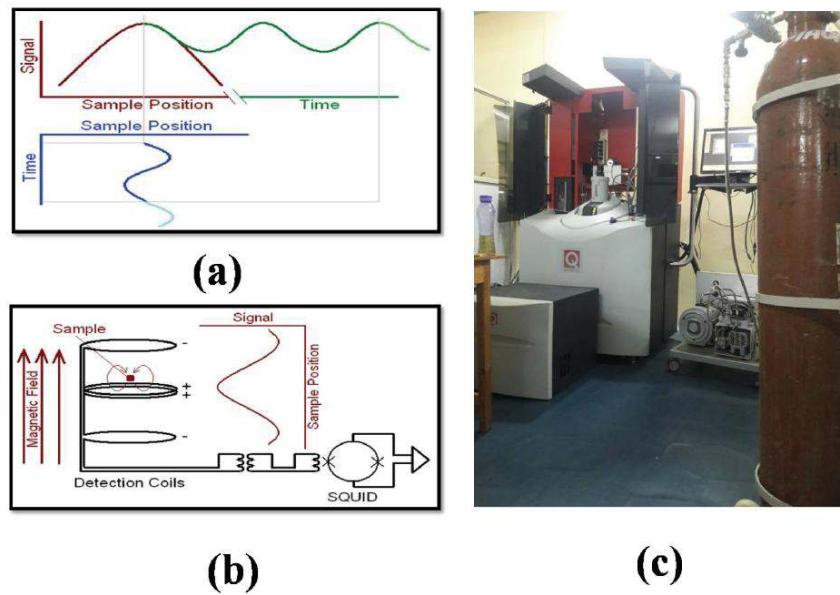 Signal
Sample Position
Time
Sample Position
Time
(a)
Sample
Signal
Magnetic Field
-
+
+
-
Sample Position
Detection Coils
SQUID
(b)
Q
(c)